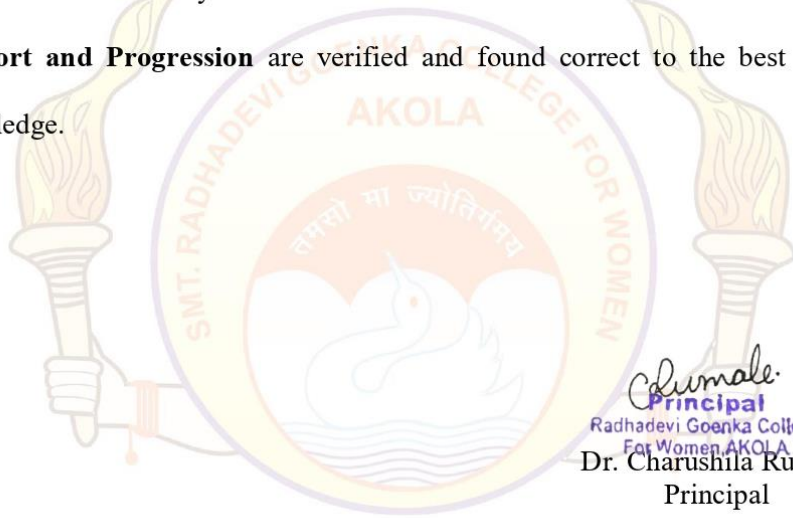 ort and Progression are verified and found correct to the best
ledge.
SMT. RADHADEVI GOENKA COLLEGE FOR WOMEN
AKOLA
तमसो मा ज्योतिर्गमय
Principal
Radhadevi Goenka Coll
For Women, AKOLA
Dr. Charushila Ru
Principal